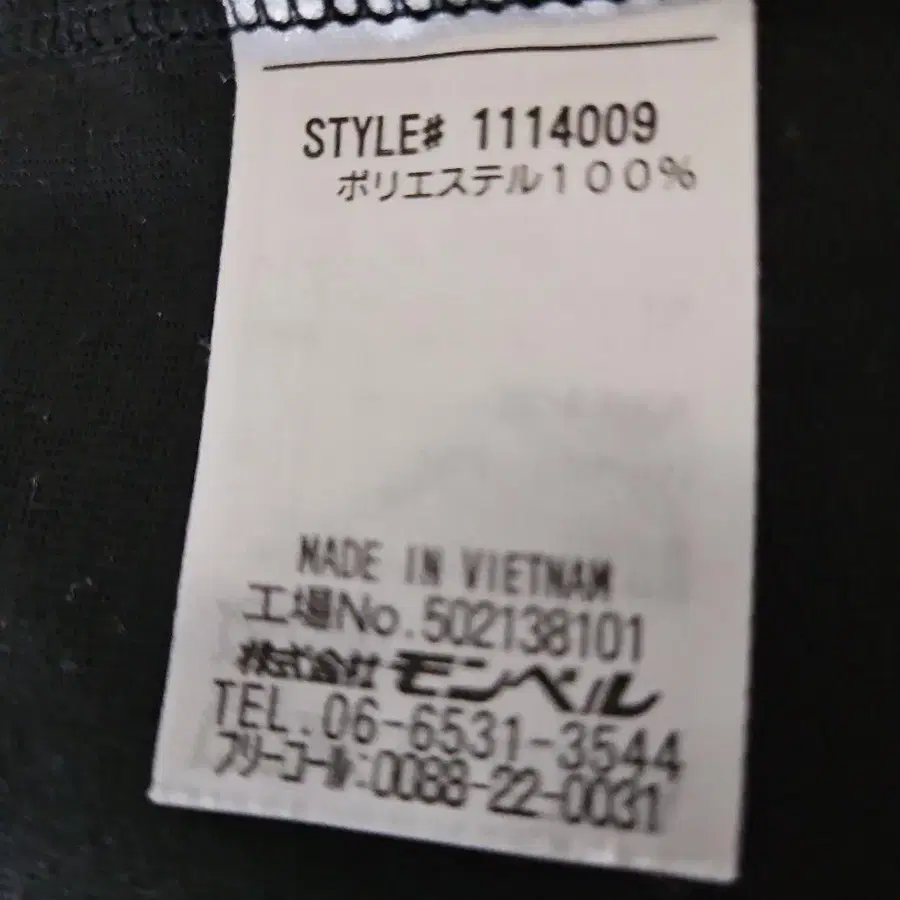 STYLE# 1114009
ポリエステル100%
MADE IN VIETNAM
工場No.502138101
株式会社 モンベル
TEL.06-6531-3544
フリーコール:0088-22-0031